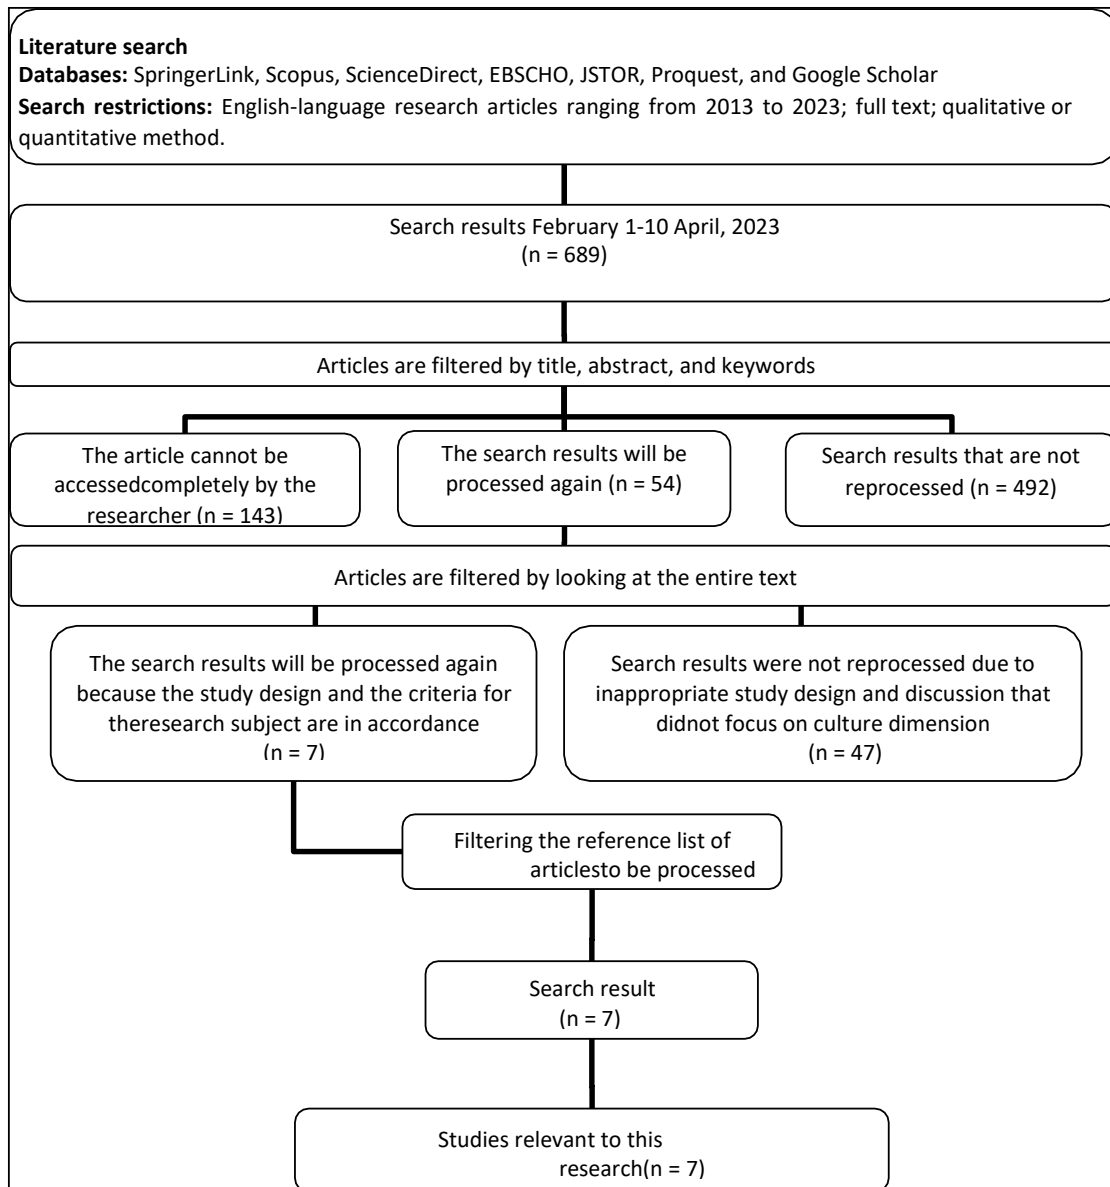 Literature search
Databases: SpringerLink, Scopus, ScienceDirect, EBSCHO, JSTOR, Proquest, and Google Scholar
Search restrictions: English-language research articles ranging from 2013 to 2023; full text; qualitative or
quantitative method.
Search results February 1-10 April, 2023
(n = 689)
Articles are filtered by title, abstract, and keywords
The article cannot be
accessedcompletely by the
researcher (n = 143)
The search results will be
processed again (n = 54)
Search results that are not
reprocessed (n = 492)
Articles are filtered by looking at the entire text
The search results will be processed again
because the study design and the criteria for
theresearch subject are in accordance
(n = 7)
Search results were not reprocessed due to
inappropriate study design and discussion that
didnot focus on culture dimension
(n = 47)
Filtering the reference list of
articlesto be processed
Search result
(n = 7)
Studies relevant to this
research(n = 7)